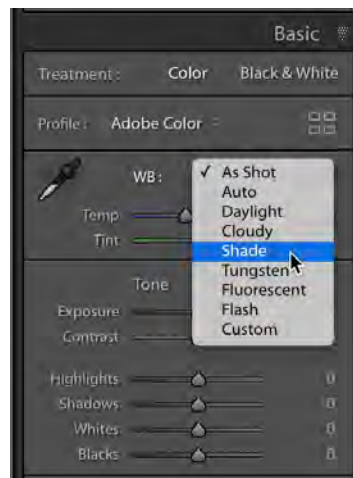 Basic
Treatment : Color Black & White
Profile : Adobe Color
WB : ✓ As Shot
Auto
Temp Daylight
Cloudy
Tint Shade
Tungsten
Tone Fluorescent
Exposure Flash
Contrast Custom
Highlights 0
Shadows 0
Whites 0
Blacks 0